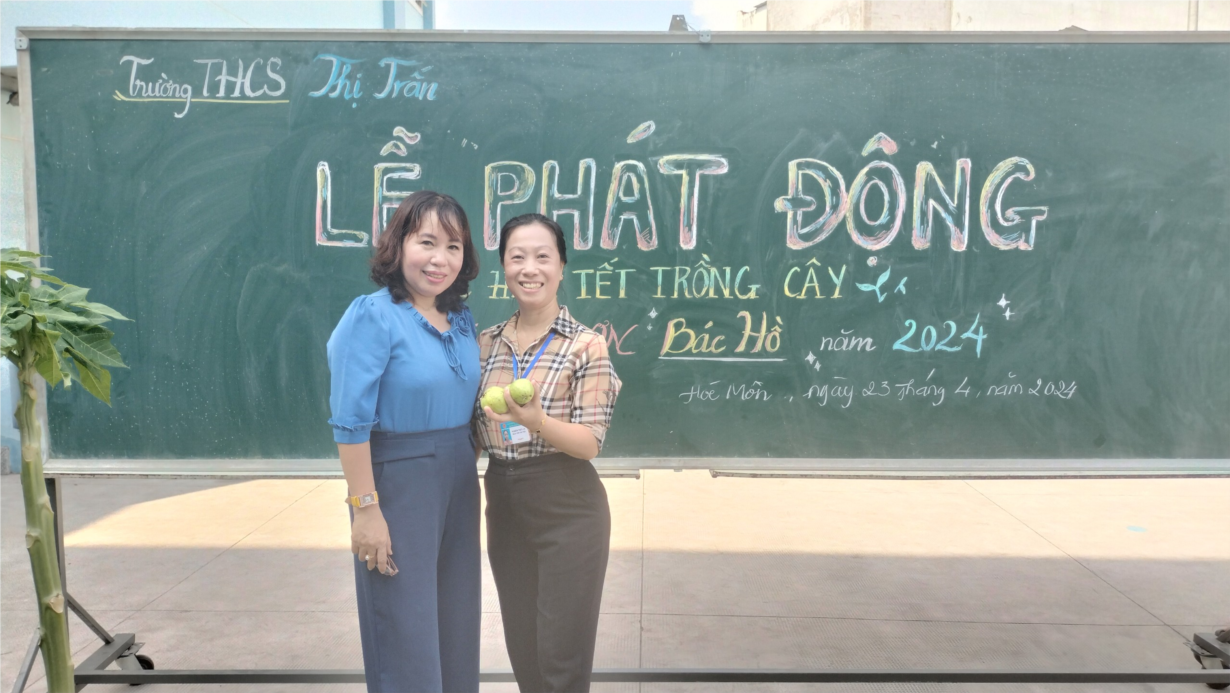 Trường THCS Thị Trấn
LỄ PHÁT ĐỘNG
TẾT TRỒNG CÂY
Bác Hồ năm 2024
Hóc Môn, ngày 23 tháng 4, năm 2024